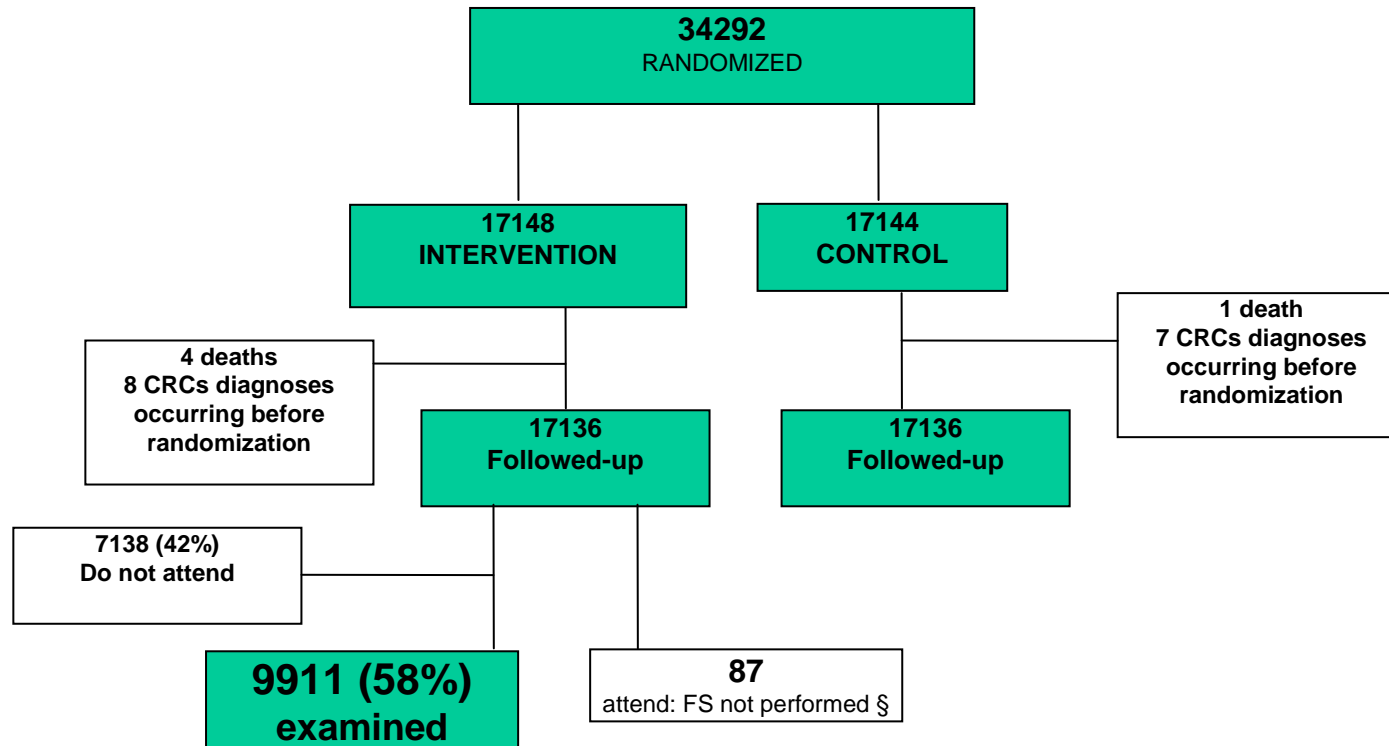 34292
RANDOMIZED
17148
INTERVENTION
17144
CONTROL
4 deaths
8 CRCs diagnoses
occurring before
randomization
1 death
7 CRCs diagnoses
occurring before
randomization
17136
Followed-up
17136
Followed-up
7138 (42%)
Do not attend
9911 (58%)
examined
87
attend: FS not performed §